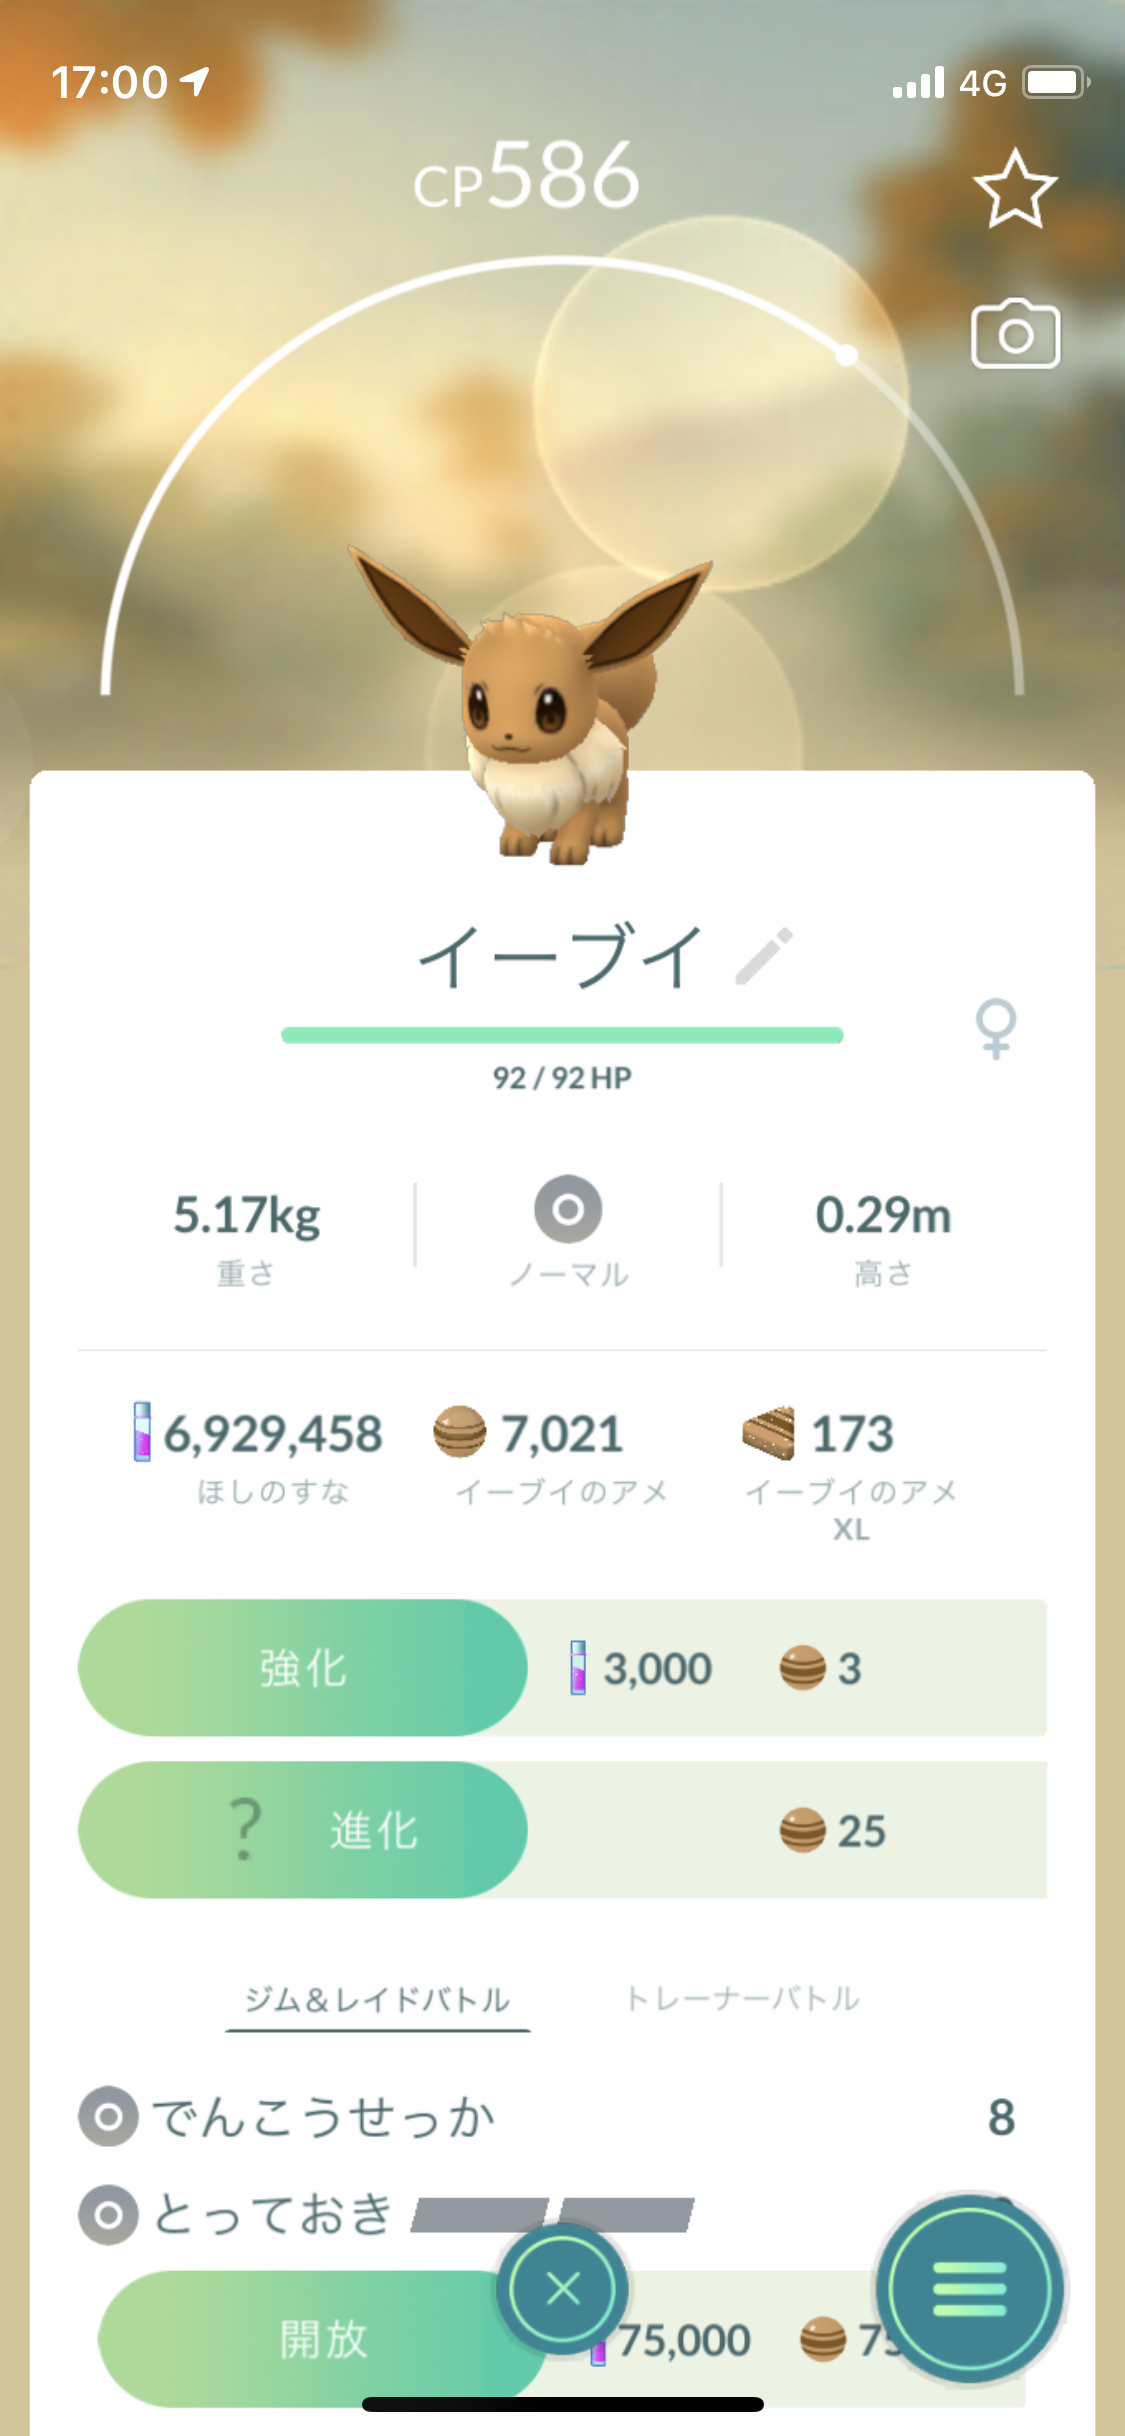 17:00 4G
CP586
イーブイ
92 / 92 HP
5.17kg ノーマル 0.29m
重さ 高さ
6,929,458 7,021 173
ほしのすな イーブイのアメ イーブイのアメ
XL
強化 3,000 3
? 進化 25
ジム&レイドバトル トレーナーバトル
でんこうせっか 8
とっておき
開放 75,000